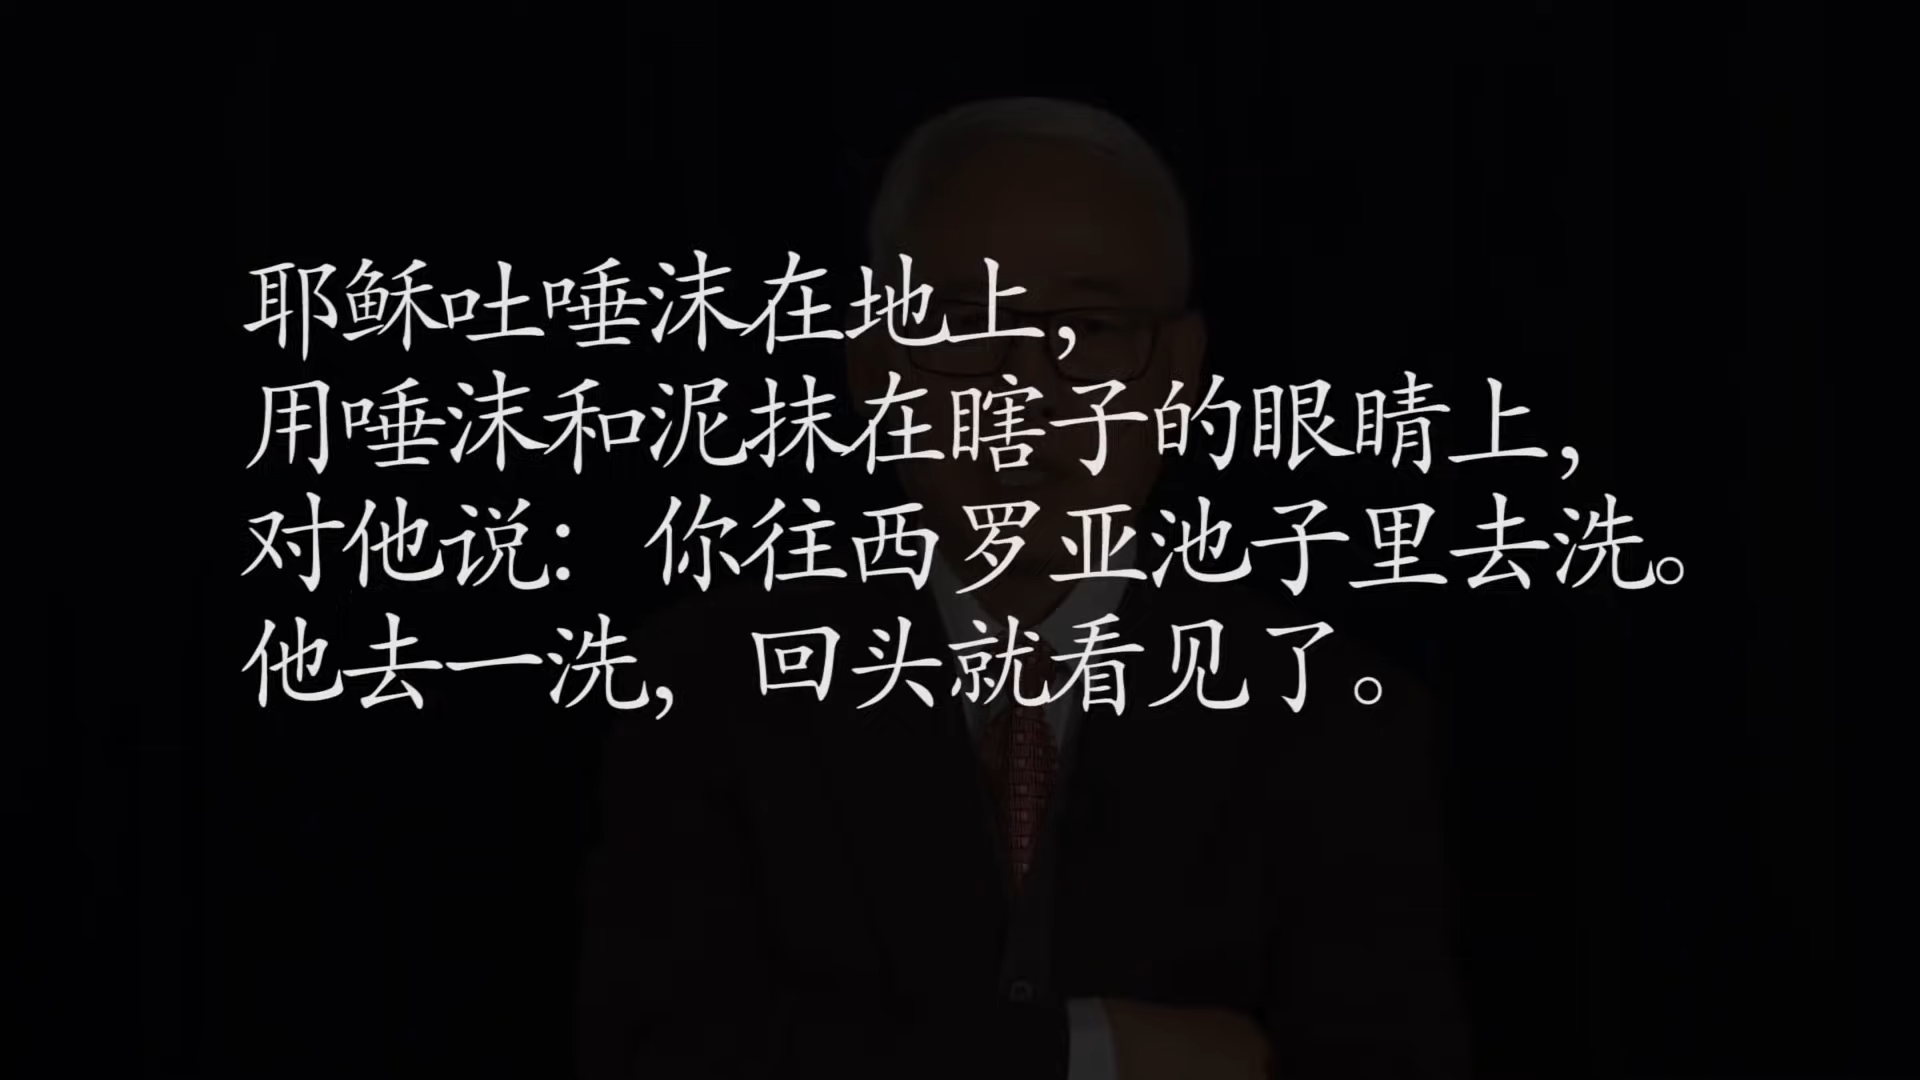 耶稣吐唾沫在地上，
用唾沫和泥抹在瞎子的眼睛上，
对他说：你往西罗亚池子里去洗。
他去一洗，回头就看见了。